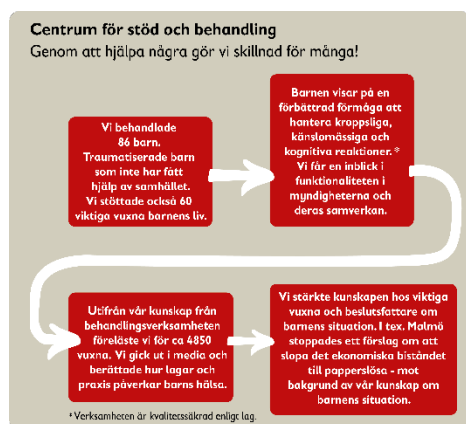 Centrum för stöd och behandling
Genom att hjälpa några gör vi skillnad för många!
Vi behandlade
86 barn.
Traumatiserade barn
som inte har fått
hjälp av samhället.
Vi stöttade också 60
viktiga vuxna barnens liv.
Barnen visar på en
förbättrad förmåga att
hantera kroppsliga,
känslomässiga och
kognitiva reaktioner.*
Vi får en inblick i
funktionaliteten i
myndigheterna och
deras samverkan.
Utifrån vår kunskap från
behandlingsverksamheten
föreläste vi för ca 4850
vuxna. Vi gick ut i media och
berättade hur lagar och
praxis påverkar barns hälsa.
Vi stärkte kunskapen hos viktiga
vuxna och beslutsfattare om
barnens situation. I tex. Malmö
stoppades ett förslag om att
slopa det ekonomiska biståndet
till papperslösa - mot
bakgrund av vår kunskap om
barnens situation.
* Verksamheten är kvalitetssäkrad enligt lag.